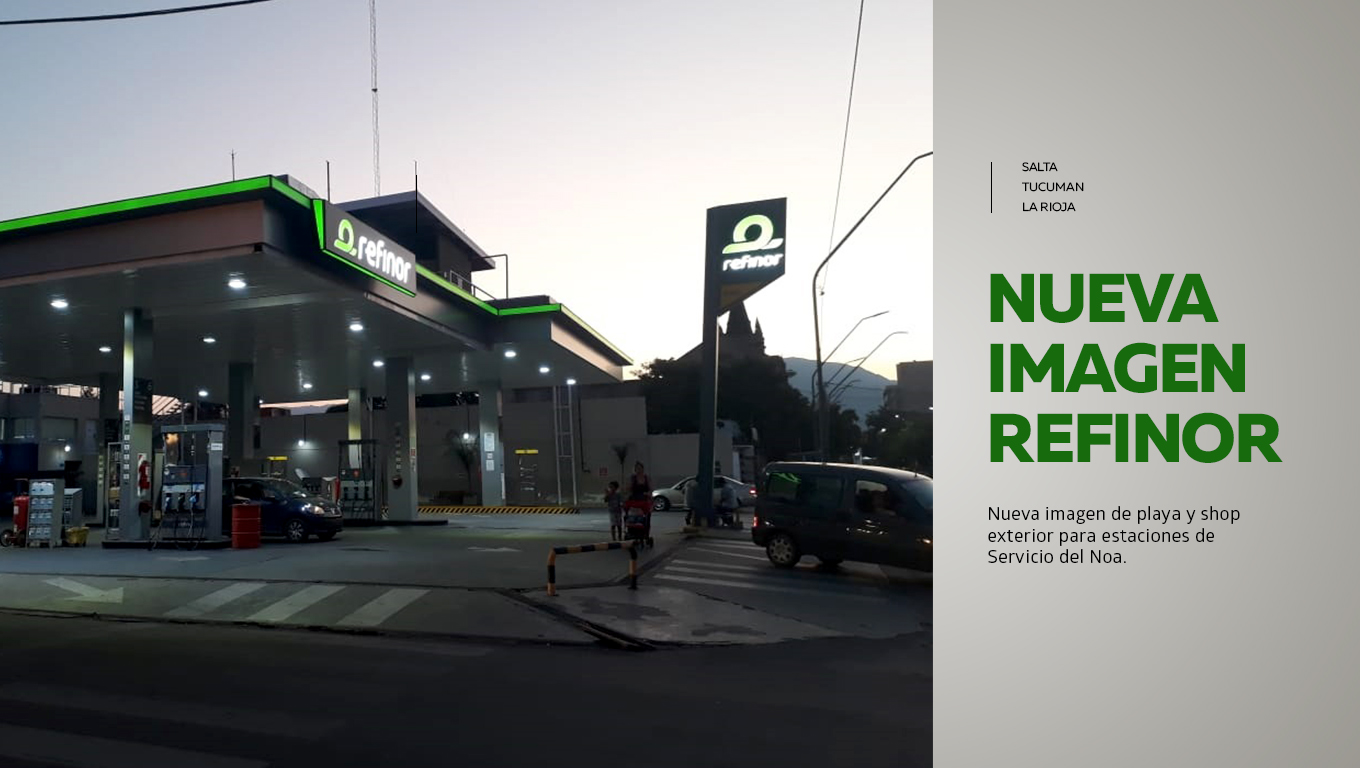 refinor
refinor
SALTA
TUCUMAN
LA RIOJA
NUEVA
IMAGEN
REFINOR
Nueva imagen de playa y shop
exterior para estaciones de
Servicio del Noa.